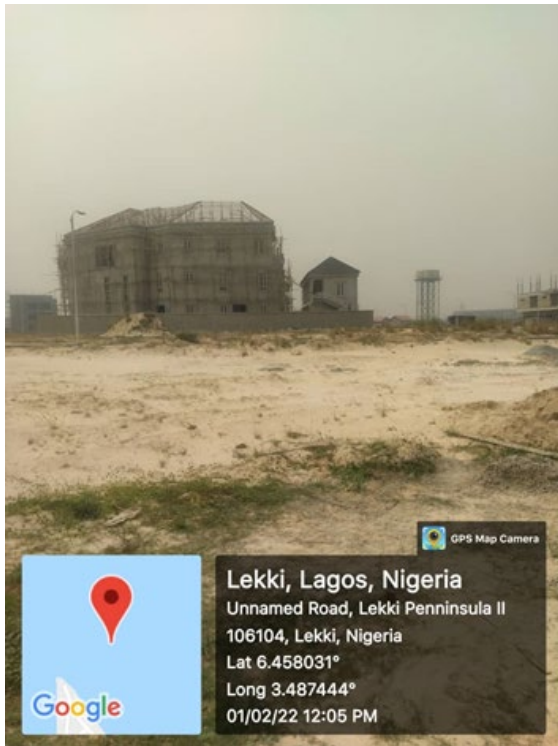 GPS Map Camera
Lekki, Lagos, Nigeria
Unnamed Road, Lekki Penninsula II
106104, Lekki, Nigeria
Lat 6.458031°
Long 3.487444°
01/02/22 12:05 PM
Google